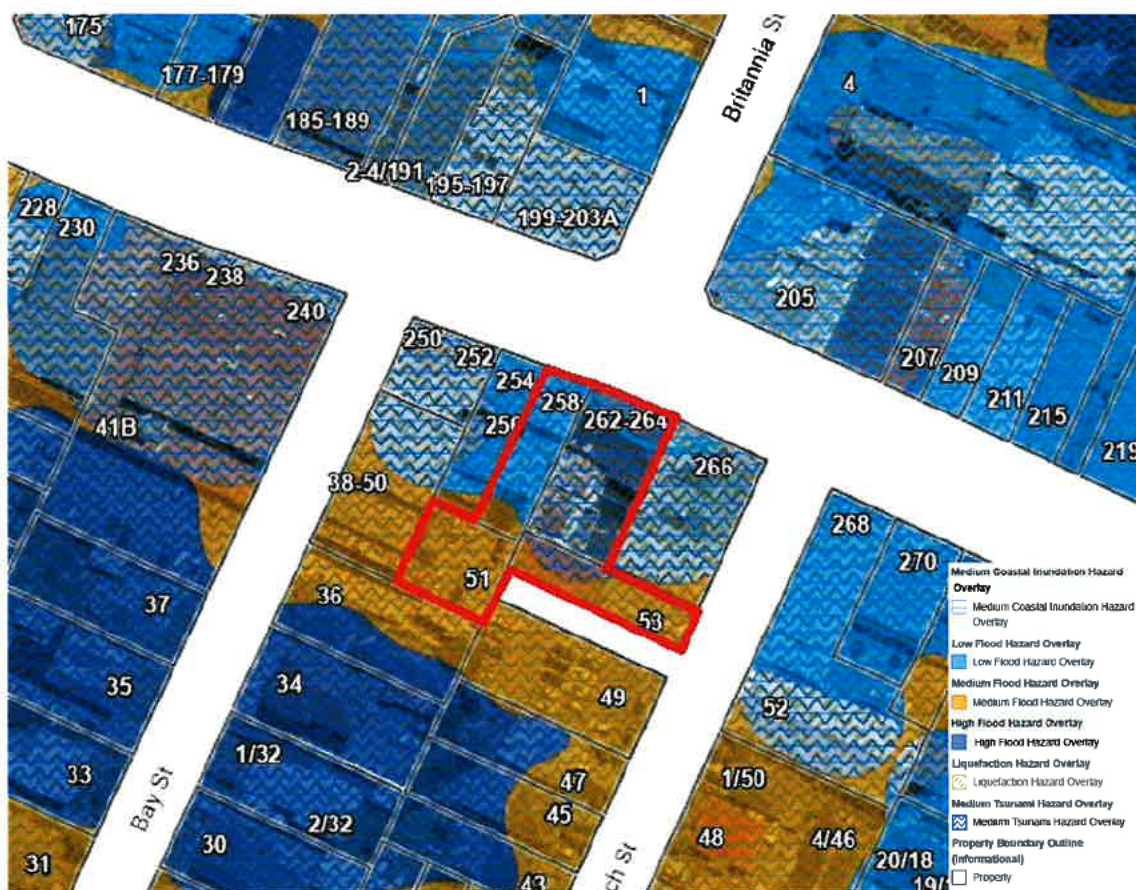 175
177-179
185-189
2-4/191
195-197
199-203A
1
Britannia St
4
228
230
236
238
240
205
207
209
211
215
219
250
252
254
256
258
262-264
266
41B
38-50
51
53
268
270
37
36
35
34
49
52
33
1/32
2/32
30
31
Bay St
47
45
43
ch St
1/50
48
4/46
20/18
Medium Coastal Inundation Hazard
Overlay
Medium Coastal Inundation Hazard
Overlay
Low Flood Hazard Overlay
Low Flood Hazard Overlay
Medium Flood Hazard Overlay
Medium Flood Hazard Overlay
High Flood Hazard Overlay
High Flood Hazard Overlay
Liquefaction Hazard Overlay
Liquefaction Hazard Overlay
Medium Tsunami Hazard Overlay
Medium Tsunami Hazard Overlay
Property Boundary Outline
(Informational)
Property